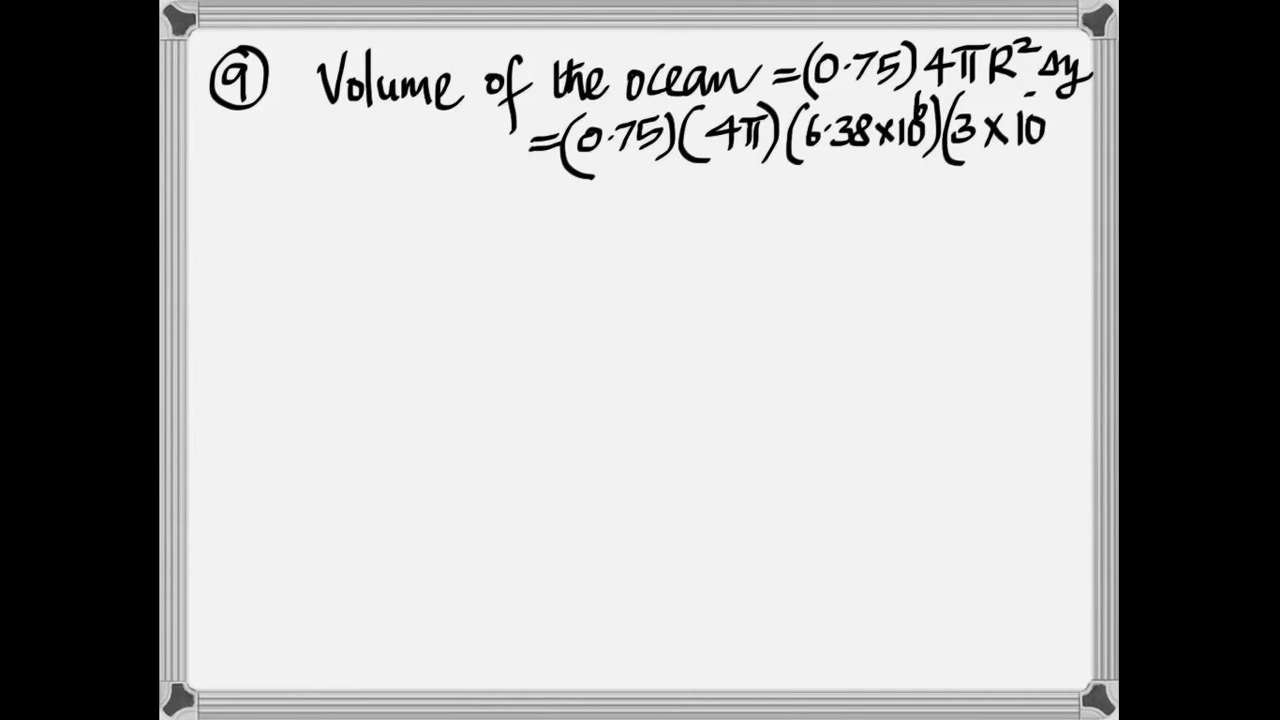 ⑨ Volume of the ocean = (0.75) 4πR² Δy
= (0.75) (4π) (6.38 × 10⁶) (3 × 10